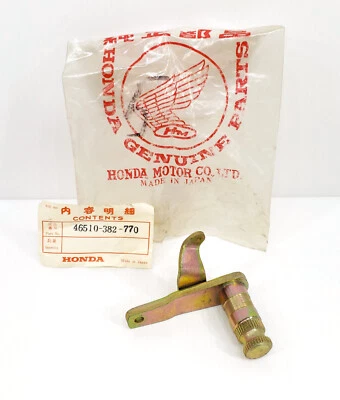 HONDA
GENUINE PARTS
HM
HONDA MOTOR CO., LTD.
MADE IN JAPAN
内容明細
CONTENTS
46510-382-770
HONDA